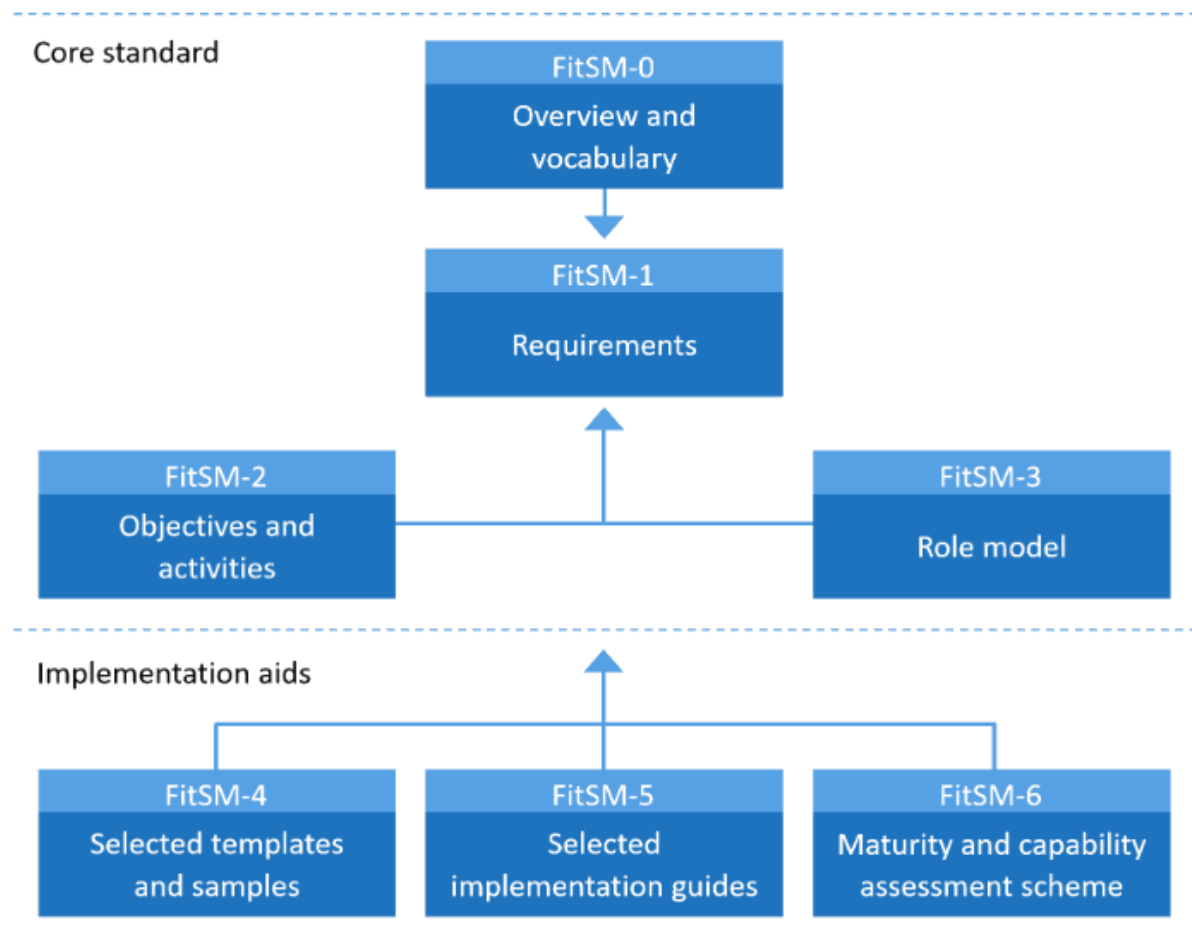 Core standard
FitSM-0
Overview and
vocabulary
FitSM-1
Requirements
FitSM-2
Objectives and
activities
FitSM-3
Role model
Implementation aids
FitSM-4
Selected templates
and samples
FitSM-5
Selected
implementation guides
FitSM-6
Maturity and capability
assessment scheme